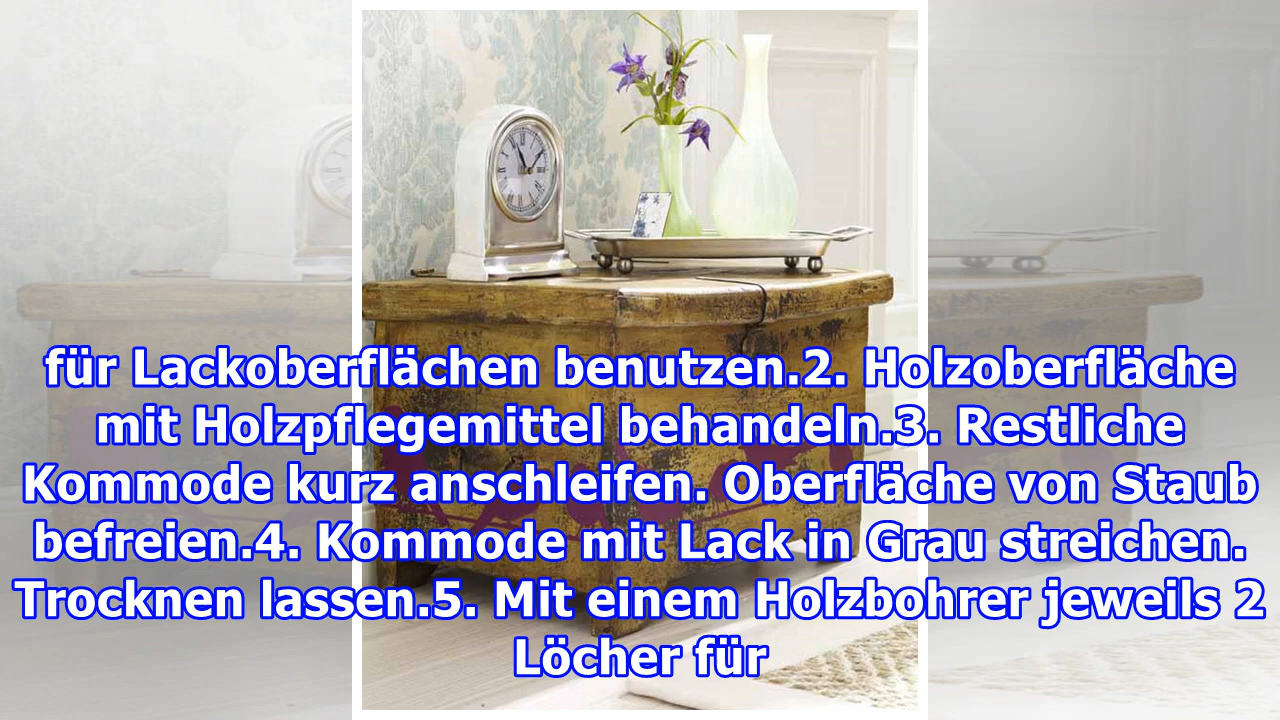 für Lackoberflächen benutzen.2. Holzoberfläche
mit Holzpflegemittel behandeln.3. Restliche
Kommode kurz anschleifen. Oberfläche von Staub
befreien.4. Kommode mit Lack in Grau streichen.
Trocknen lassen.5. Mit einem Holzbohrer jeweils 2
Löcher für